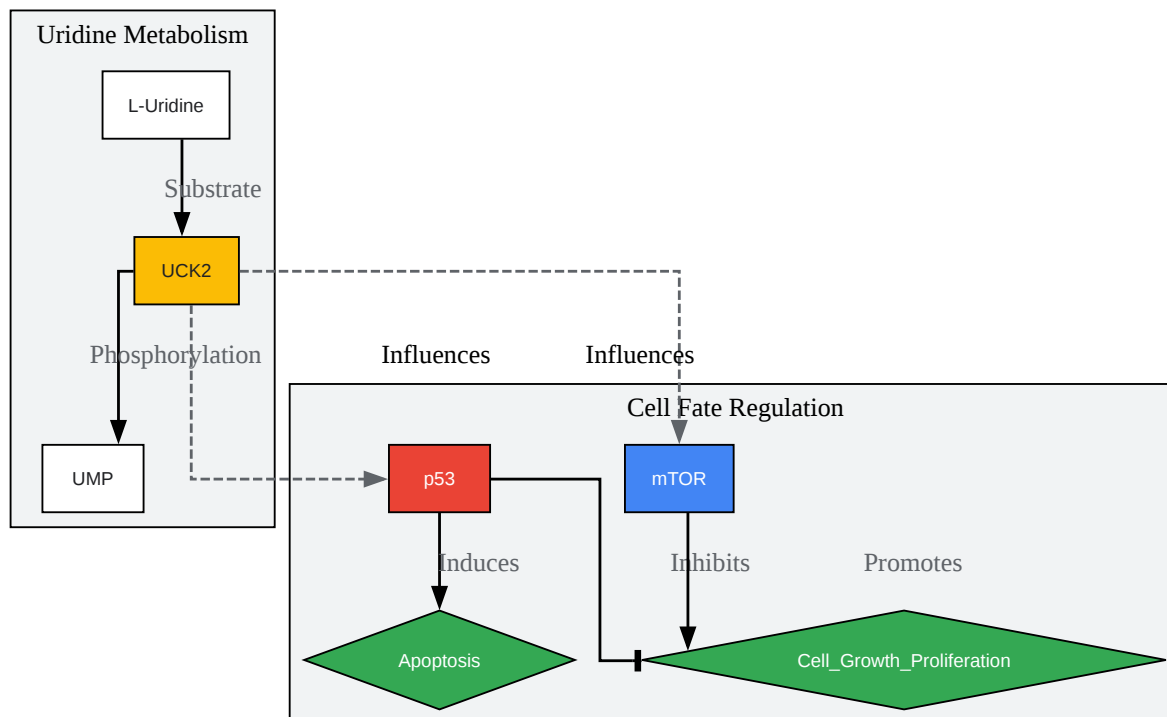 Uridine Metabolism
L-Uridine
Substrate
UCK2
Phosphorylation
Influences
Influences
Cell Fate Regulation
UMP
p53
mTOR
Induces
Inhibits
Promotes
Apoptosis
Cell_Growth_Proliferation